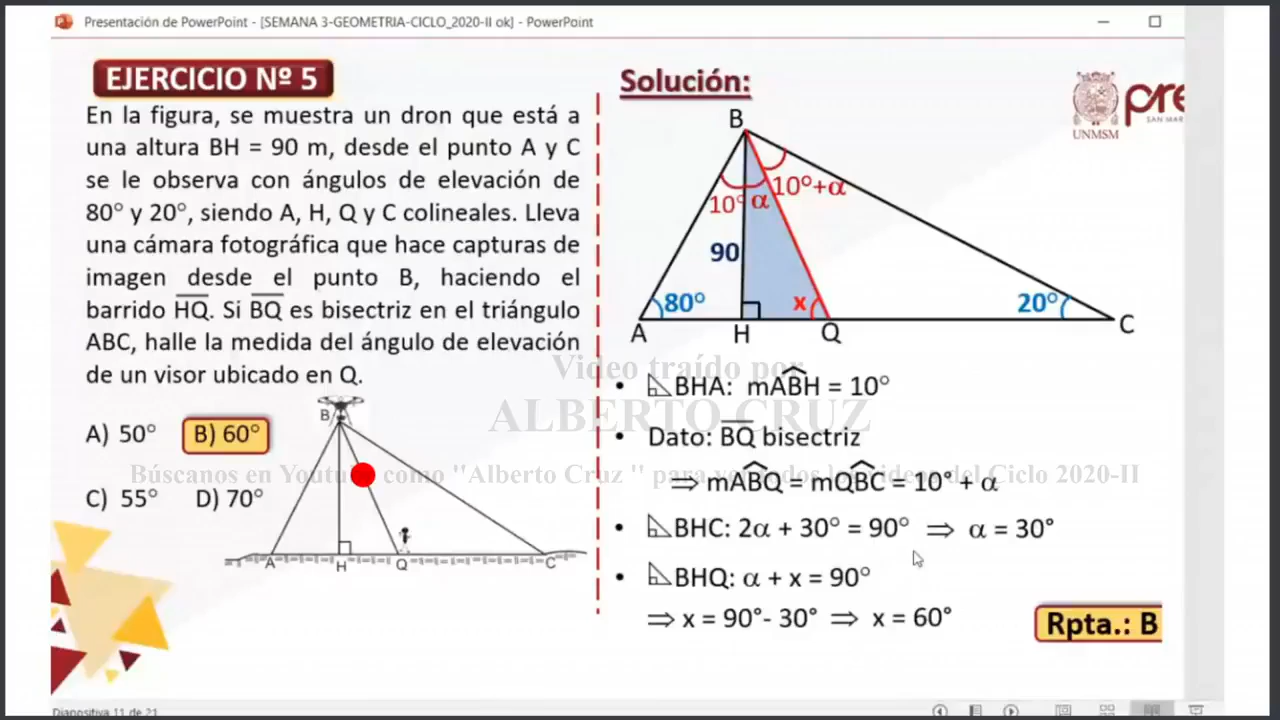 Presentación de PowerPoint - [SEMANA 3-GEOMETRIA-CICLO_2020-II ok] - PowerPoint
EJERCICIO Nº 5
En la figura, se muestra un dron que está a
una altura BH = 90 m, desde el punto A y C
se le observa con ángulos de elevación de
80° y 20°, siendo A, H, Q y C colineales. Lleva
una cámara fotográfica que hace capturas de
imagen desde el punto B, haciendo el
barrido HQ. Si BQ es bisectriz en el triángulo
ABC, halle la medida del ángulo de elevación
de un visor ubicado en Q.
A) 50° B) 60°
C) 55° D) 70°
B
A H Q C
Solución:
UNMSM
pre
SAN MAR
B
10° α 10°+α
90
80° x 20°
A H Q C
• ◺BHA: mABH = 10°
• Dato: BQ bisectriz
⇒ mABQ = mQBC = 10° + α
• ◺BHC: 2α + 30° = 90° ⇒ α = 30°
• ◺BHQ: α + x = 90°
⇒ x = 90°- 30° ⇒ x = 60°
Rpta.: B
Video traído por
ALBERTO CRUZ
Búscanos en Youtube como "Alberto Cruz " para ver todos los videos del Ciclo 2020-II
Diapositiva 11 de 21